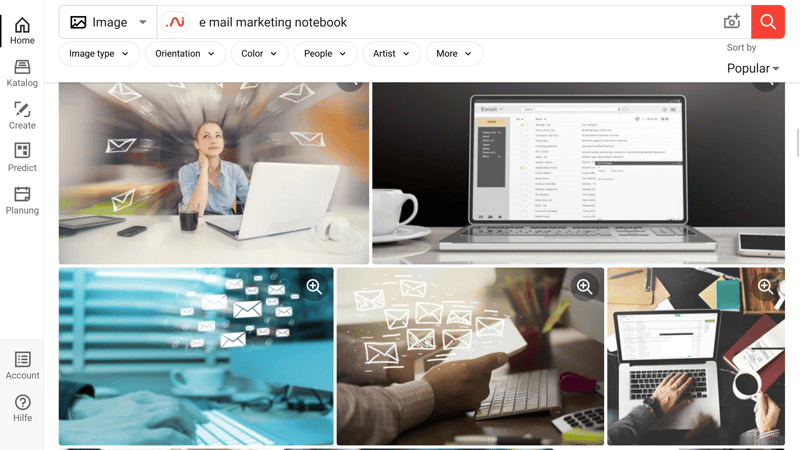 Image
.Ai
e mail marketing notebook
Home
Katalog
Create
Predict
Planung
Account
Hilfe
Image type
Orientation
Color
People
Artist
More
Sort by
Popular
Email